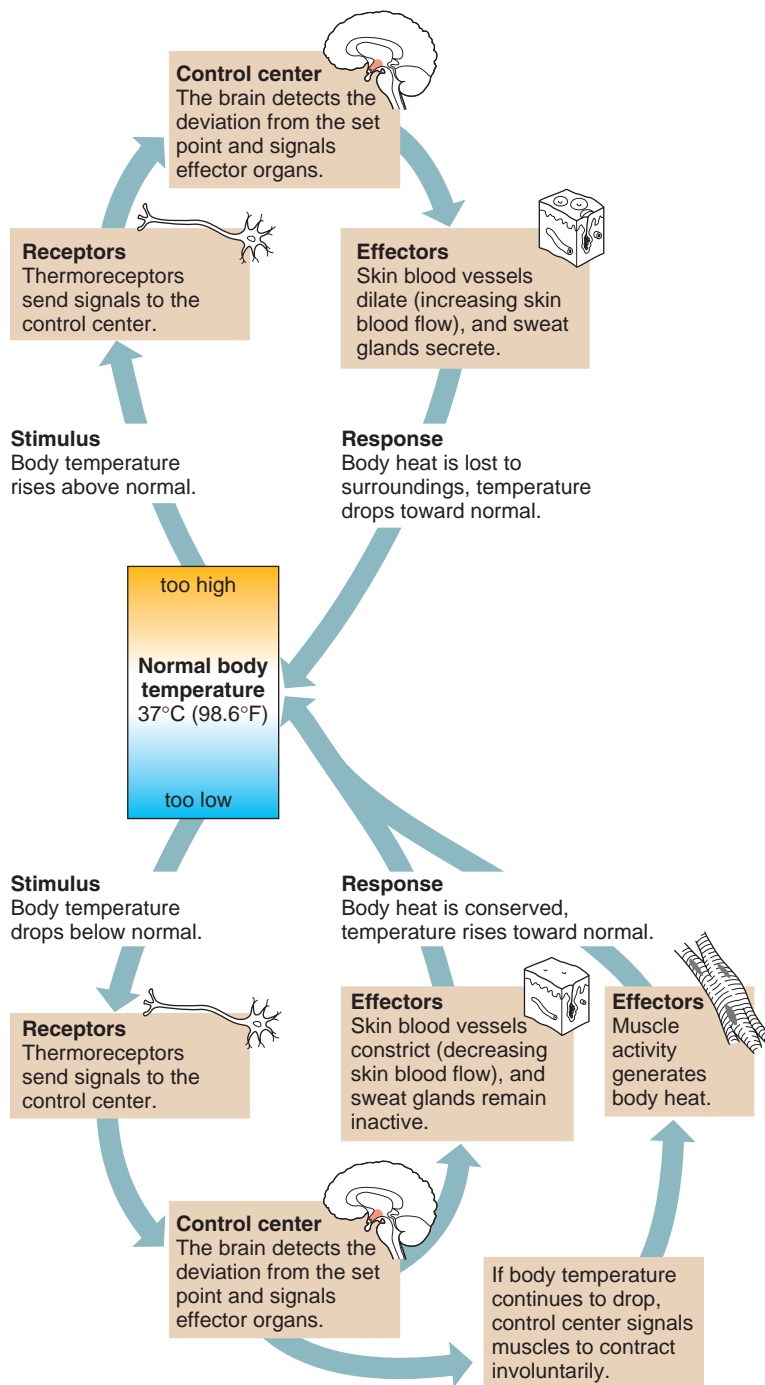 Control center
The brain detects the
deviation from the set
point and signals
effector organs.
Receptors
Thermoreceptors
send signals to the
control center.
Effectors
Skin blood vessels
dilate (increasing skin
blood flow), and sweat
glands secrete.
Stimulus
Body temperature
rises above normal.
Response
Body heat is lost to
surroundings, temperature
drops toward normal.
too high
Normal body
temperature
37°C (98.6°F)
too low
Stimulus
Body temperature
drops below normal.
Response
Body heat is conserved,
temperature rises toward normal.
Receptors
Thermoreceptors
send signals to the
control center.
Effectors
Skin blood vessels
constrict (decreasing
skin blood flow), and
sweat glands remain
inactive.
Effectors
Muscle
activity
generates
body heat.
Control center
The brain detects the
deviation from the set
point and signals
effector organs.
If body temperature
continues to drop,
control center signals
muscles to contract
involuntarily.